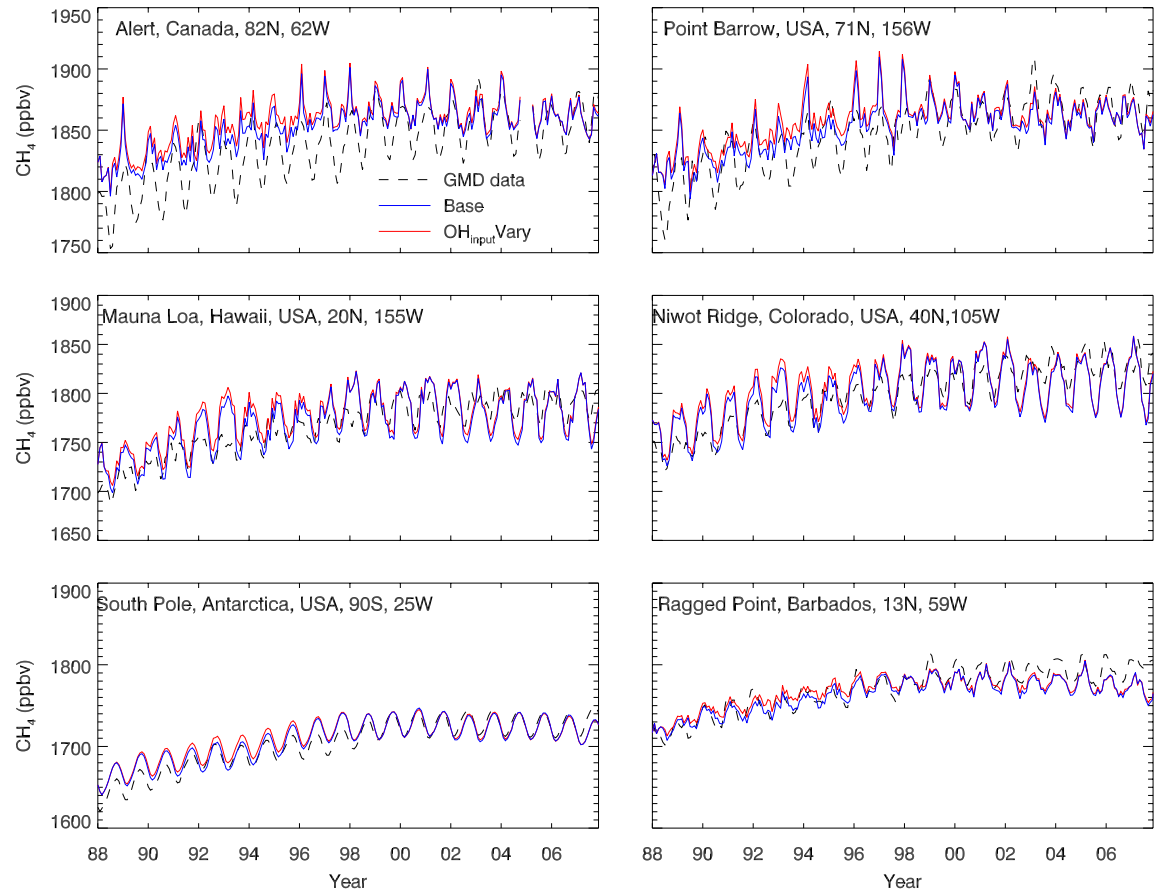 Alert, Canada, 82N, 62W
CH4 (ppbv)
1950
1900
1850
1800
1750
GMD data
Base
OHinputVary
Point Barrow, USA, 71N, 156W
Mauna Loa, Hawaii, USA, 20N, 155W
CH4 (ppbv)
1900
1850
1800
1750
1700
1650
Niwot Ridge, Colorado, USA, 40N,105W
South Pole, Antarctica, USA, 90S, 25W
CH4 (ppbv)
1900
1800
1700
1600
88 90 92 94 96 98 00 02 04 06
Year
Ragged Point, Barbados, 13N, 59W
88 90 92 94 96 98 00 02 04 06
Year